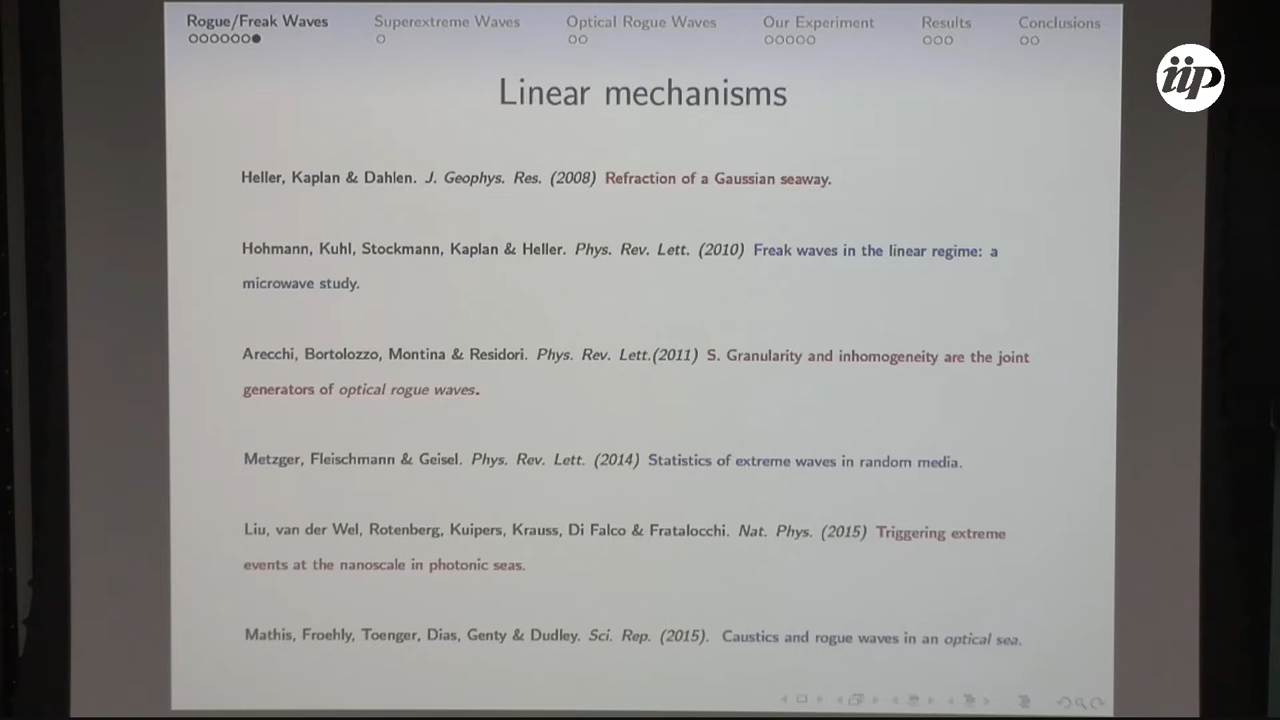 Rogue/Freak Waves Superextreme Waves Optical Rogue Waves Our Experiment Results Conclusions
iip
Linear mechanisms
Heller, Kaplan & Dahlen. J. Geophys. Res. (2008) Refraction of a Gaussian seaway.
Hohmann, Kuhl, Stockmann, Kaplan & Heller. Phys. Rev. Lett. (2010) Freak waves in the linear regime: a
microwave study.
Arecchi, Bortolozzo, Montina & Residori. Phys. Rev. Lett.(2011) S. Granularity and inhomogeneity are the joint
generators of optical rogue waves.
Metzger, Fleischmann & Geisel. Phys. Rev. Lett. (2014) Statistics of extreme waves in random media.
Liu, van der Wel, Rotenberg, Kuipers, Krauss, Di Falco & Fratalocchi. Nat. Phys. (2015) Triggering extreme
events at the nanoscale in photonic seas.
Mathis, Froehly, Toenger, Dias, Genty & Dudley. Sci. Rep. (2015). Caustics and rogue waves in an optical sea.